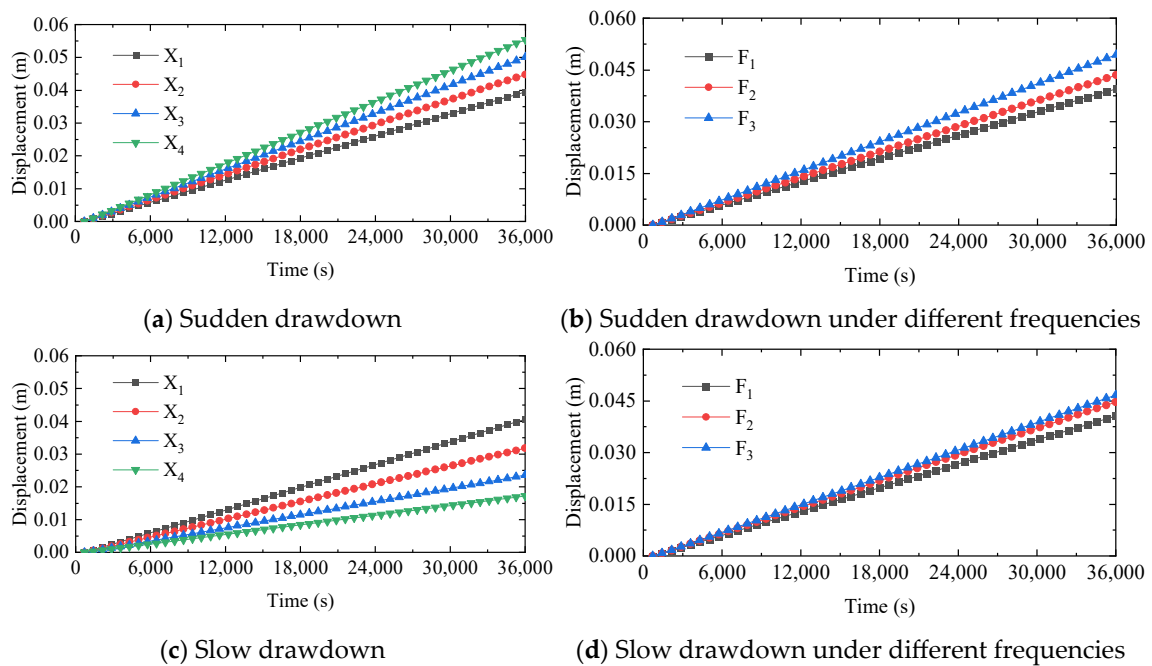 0.06
0.05
0.04
0.03
0.02
0.01
0.00
Displacement (m)
X1
X2
X3
X4
6,000 12,000 18,000 24,000 30,000 36,000
Time (s)
(a) Sudden drawdown
0.060
0.045
0.030
0.015
0.000
Displacement (m)
F1
F2
F3
0 6,000 12,000 18,000 24,000 30,000 36,000
Time (s)
(b) Sudden drawdown under different frequencies
0.06
0.05
0.04
0.03
0.02
0.01
0.00
Displacement (m)
X1
X2
X3
X4
6,000 12,000 18,000 24,000 30,000 36,000
Time (s)
(c) Slow drawdown
0.060
0.045
0.030
0.015
0.000
Displacement (m)
F1
F2
F3
0 6,000 12,000 18,000 24,000 30,000 36,000
Time (s)
(d) Slow drawdown under different frequencies